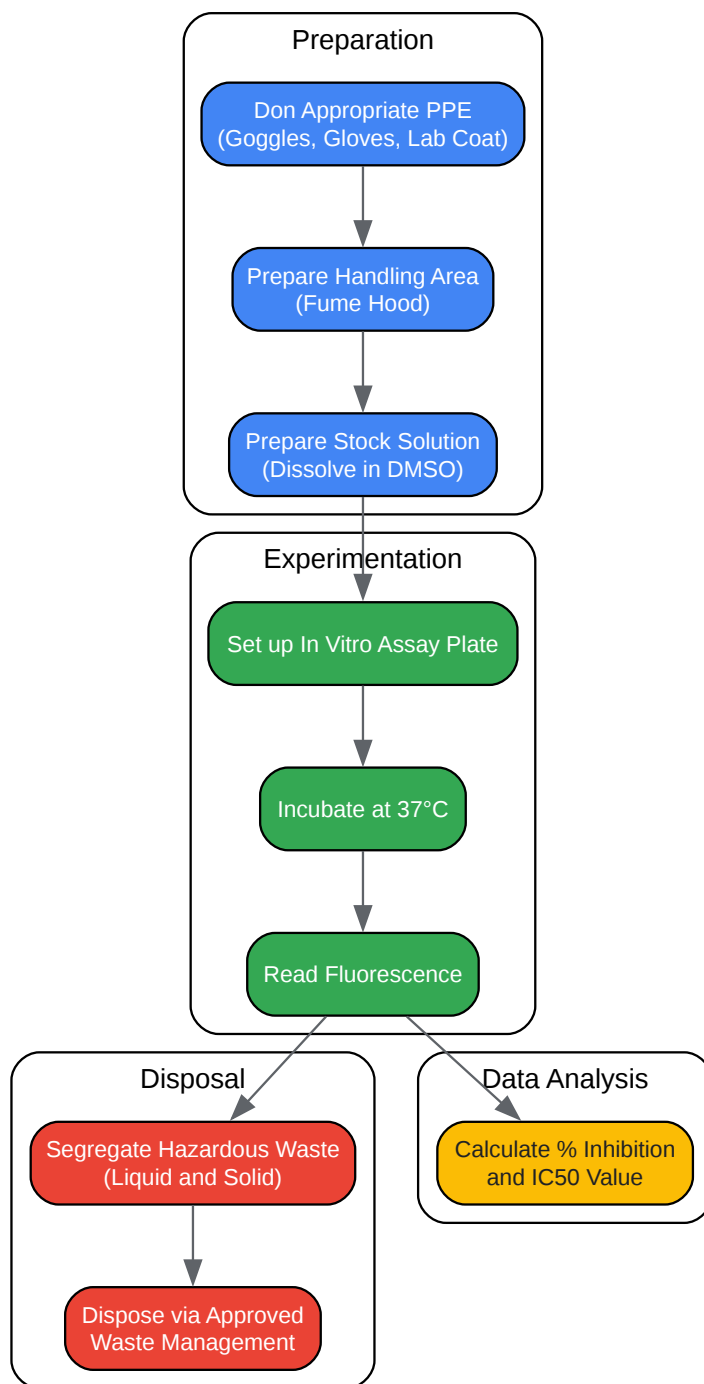 Preparation
Don Appropriate PPE
(Goggles, Gloves, Lab Coat)
Prepare Handling Area
(Fume Hood)
Prepare Stock Solution
(Dissolve in DMSO)
Experimentation
Set up In Vitro Assay Plate
Incubate at 37°C
Read Fluorescence
Disposal
Segregate Hazardous Waste
(Liquid and Solid)
Dispose via Approved
Waste Management
Data Analysis
Calculate % Inhibition
and IC50 Value